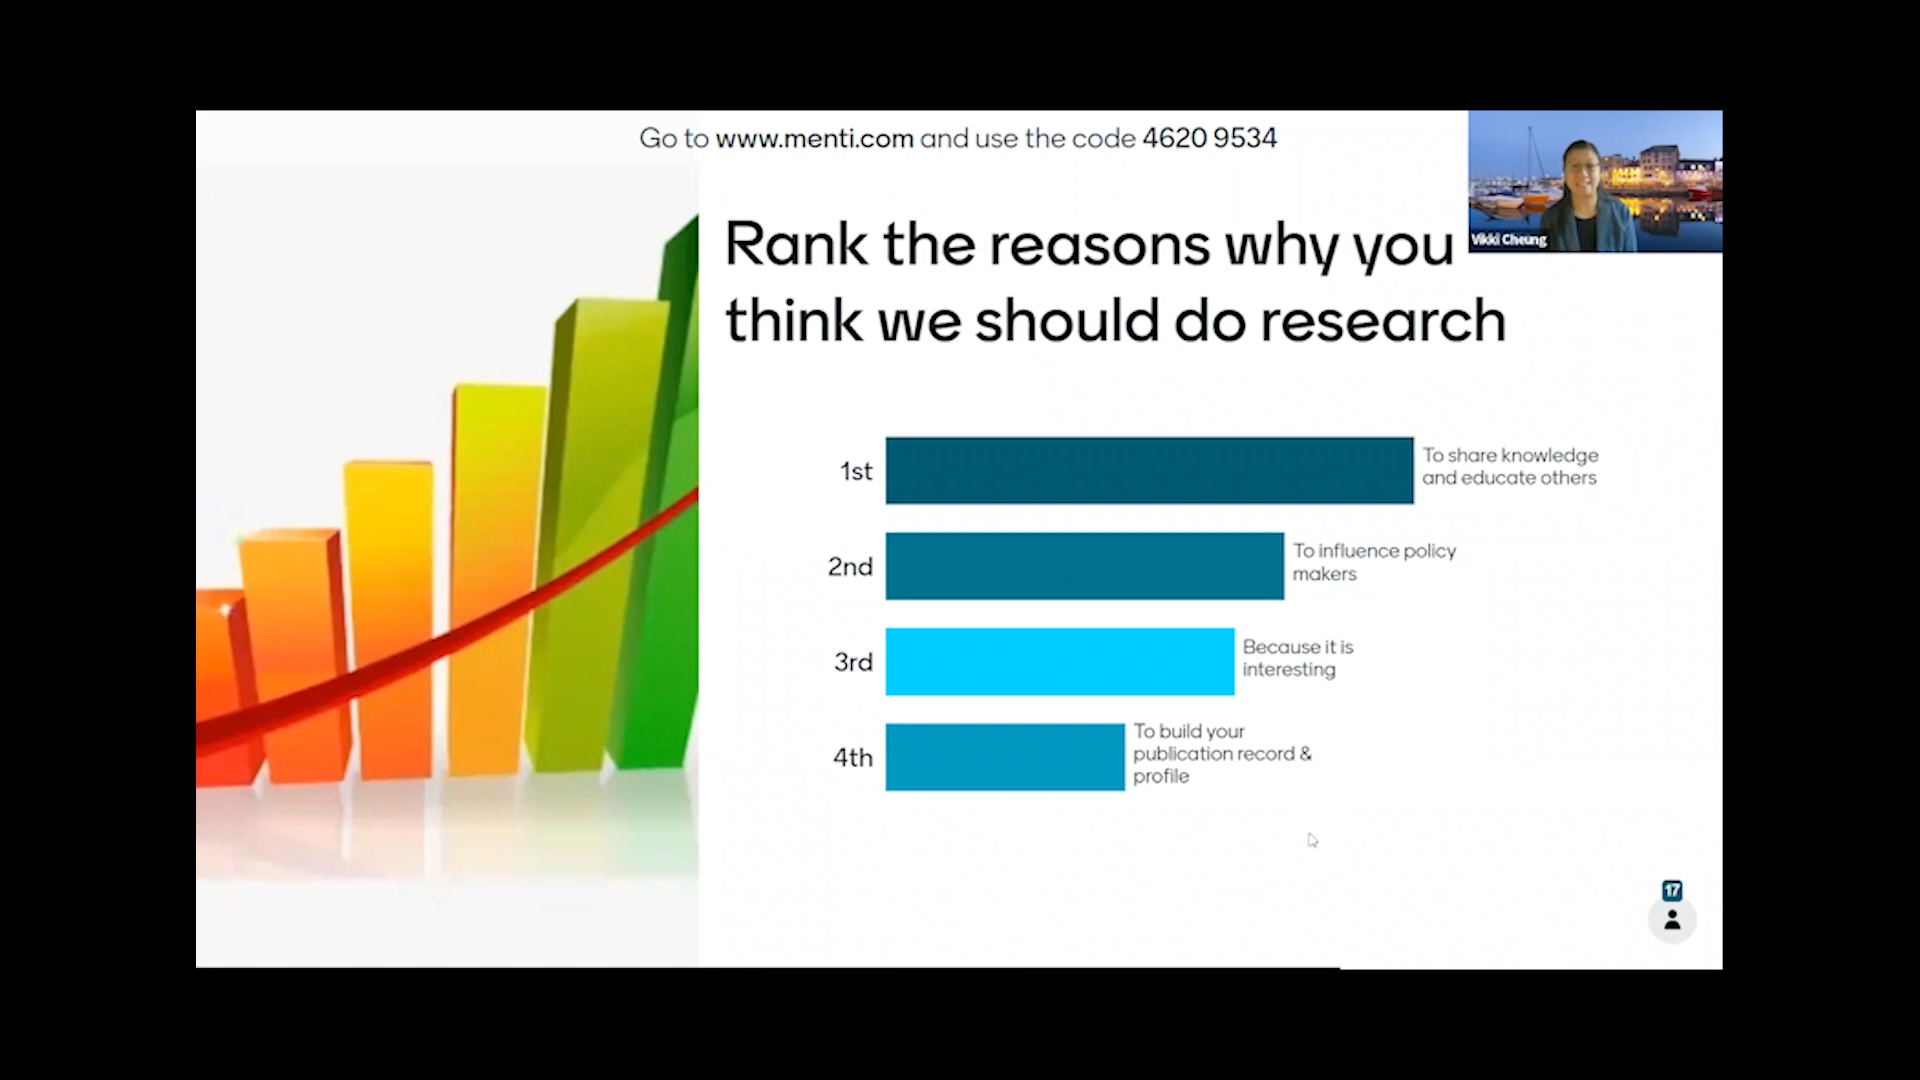 Go to www.menti.com and use the code 4620 9534
Vikki Cheung
Rank the reasons why you
think we should do research
1st
To share knowledge
and educate others
2nd
To influence policy
makers
3rd
Because it is
interesting
4th
To build your
publication record &
profile
17